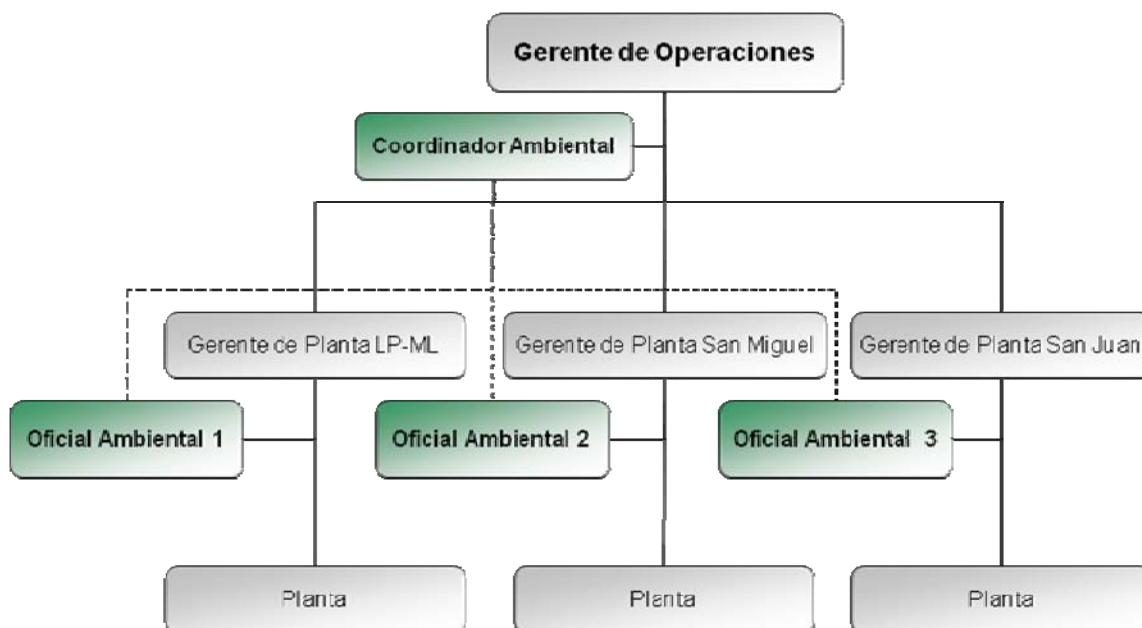 Gerente de Operaciones
Coordinador Ambiental
Gerente de Planta LP-ML
Gerente de Planta San Miguel
Gerente de Planta San Juan
Oficial Ambiental 1
Oficial Ambiental 2
Oficial Ambiental 3
Planta
Planta
Planta